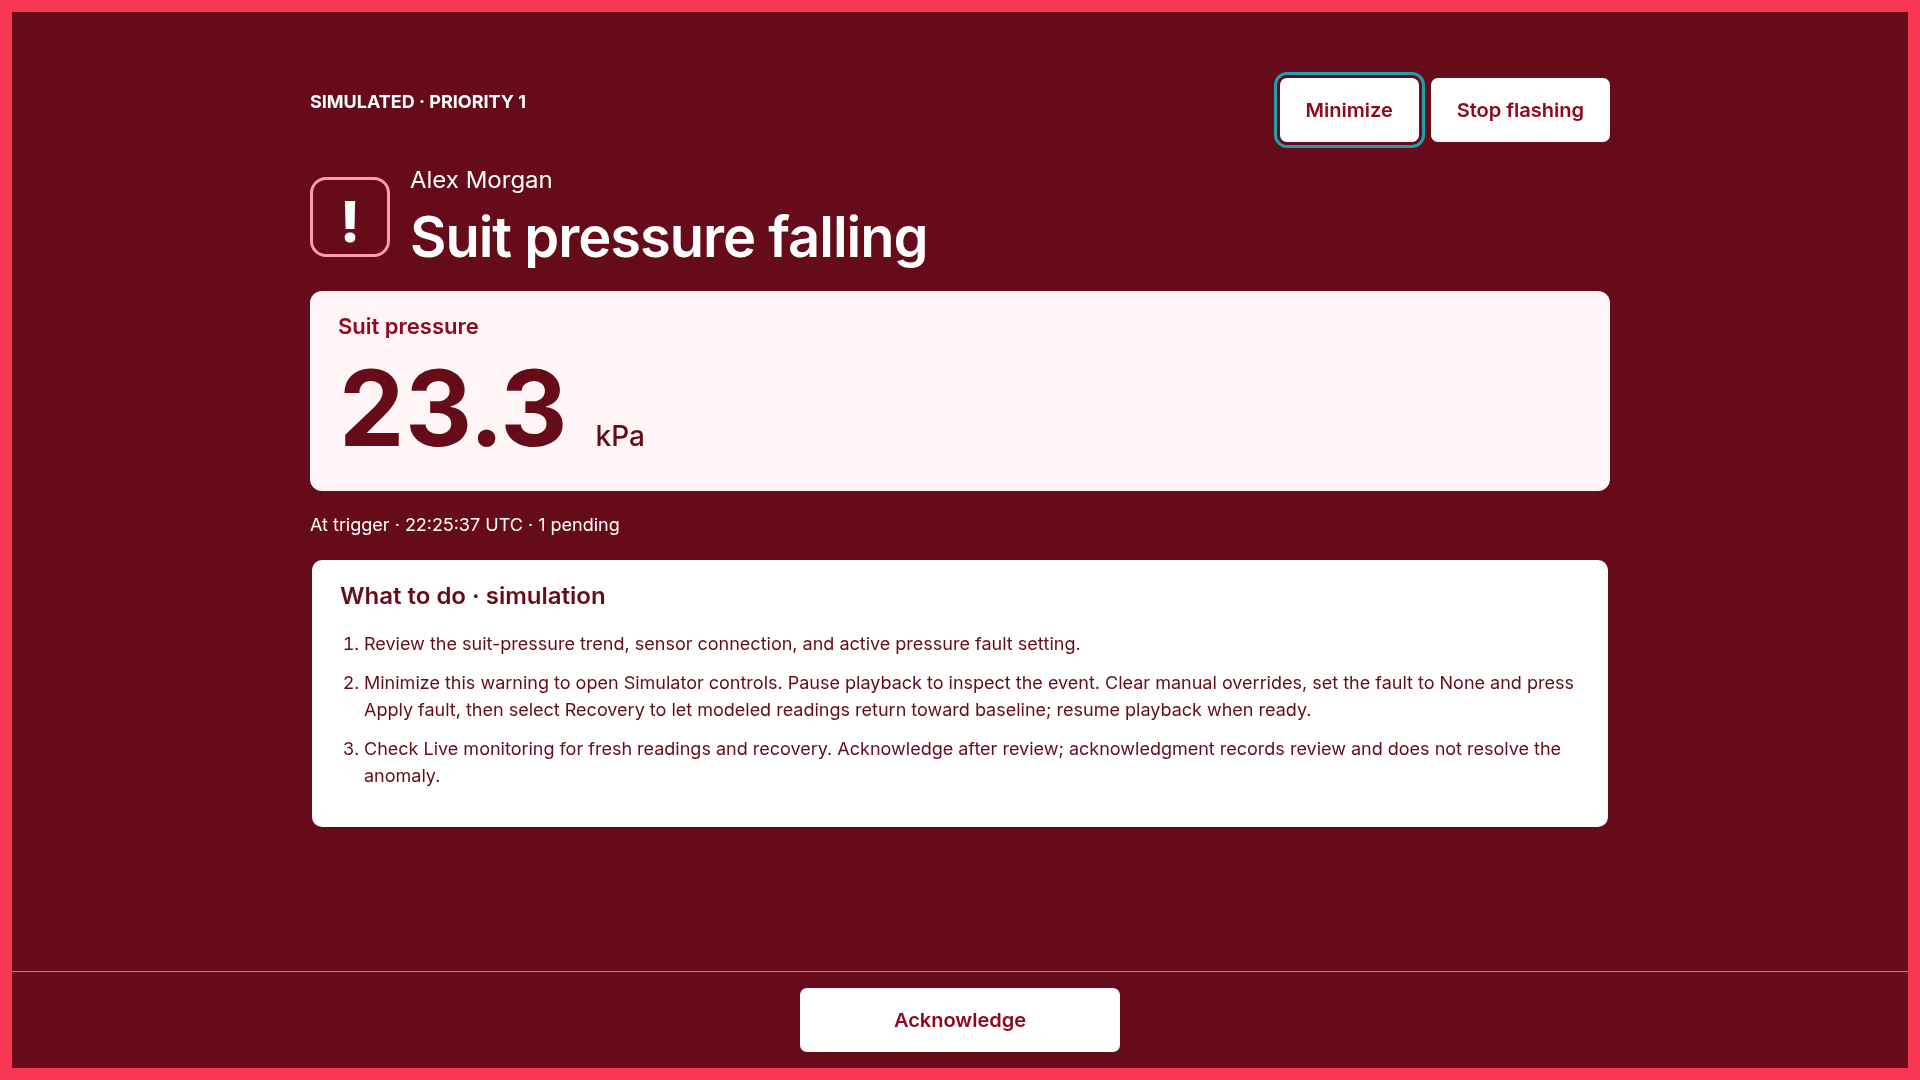 SIMULATED · PRIORITY 1
Minimize
Stop flashing
!
Alex Morgan
Suit pressure falling
Suit pressure
23.3 kPa
At trigger · 22:25:37 UTC · 1 pending
What to do · simulation
1. Review the suit-pressure trend, sensor connection, and active pressure fault setting.
2. Minimize this warning to open Simulator controls. Pause playback to inspect the event. Clear manual overrides, set the fault to None and press
Apply fault, then select Recovery to let modeled readings return toward baseline; resume playback when ready.
3. Check Live monitoring for fresh readings and recovery. Acknowledge after review; acknowledgment records review and does not resolve the
anomaly.
Acknowledge